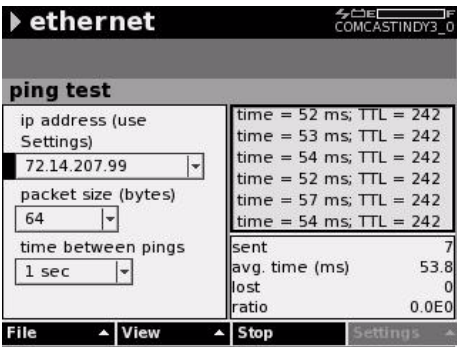 ethernet
E F
COMCASTINDY3_0
ping test
ip address (use
Settings)
72.14.207.99
packet size (bytes)
64
time between pings
1 sec
time = 52 ms; TTL = 242
time = 53 ms; TTL = 242
time = 54 ms; TTL = 242
time = 52 ms; TTL = 242
time = 57 ms; TTL = 242
time = 54 ms; TTL = 242
sent 7
avg. time (ms) 53.8
lost 0
ratio 0.0E0
File View Stop Settings